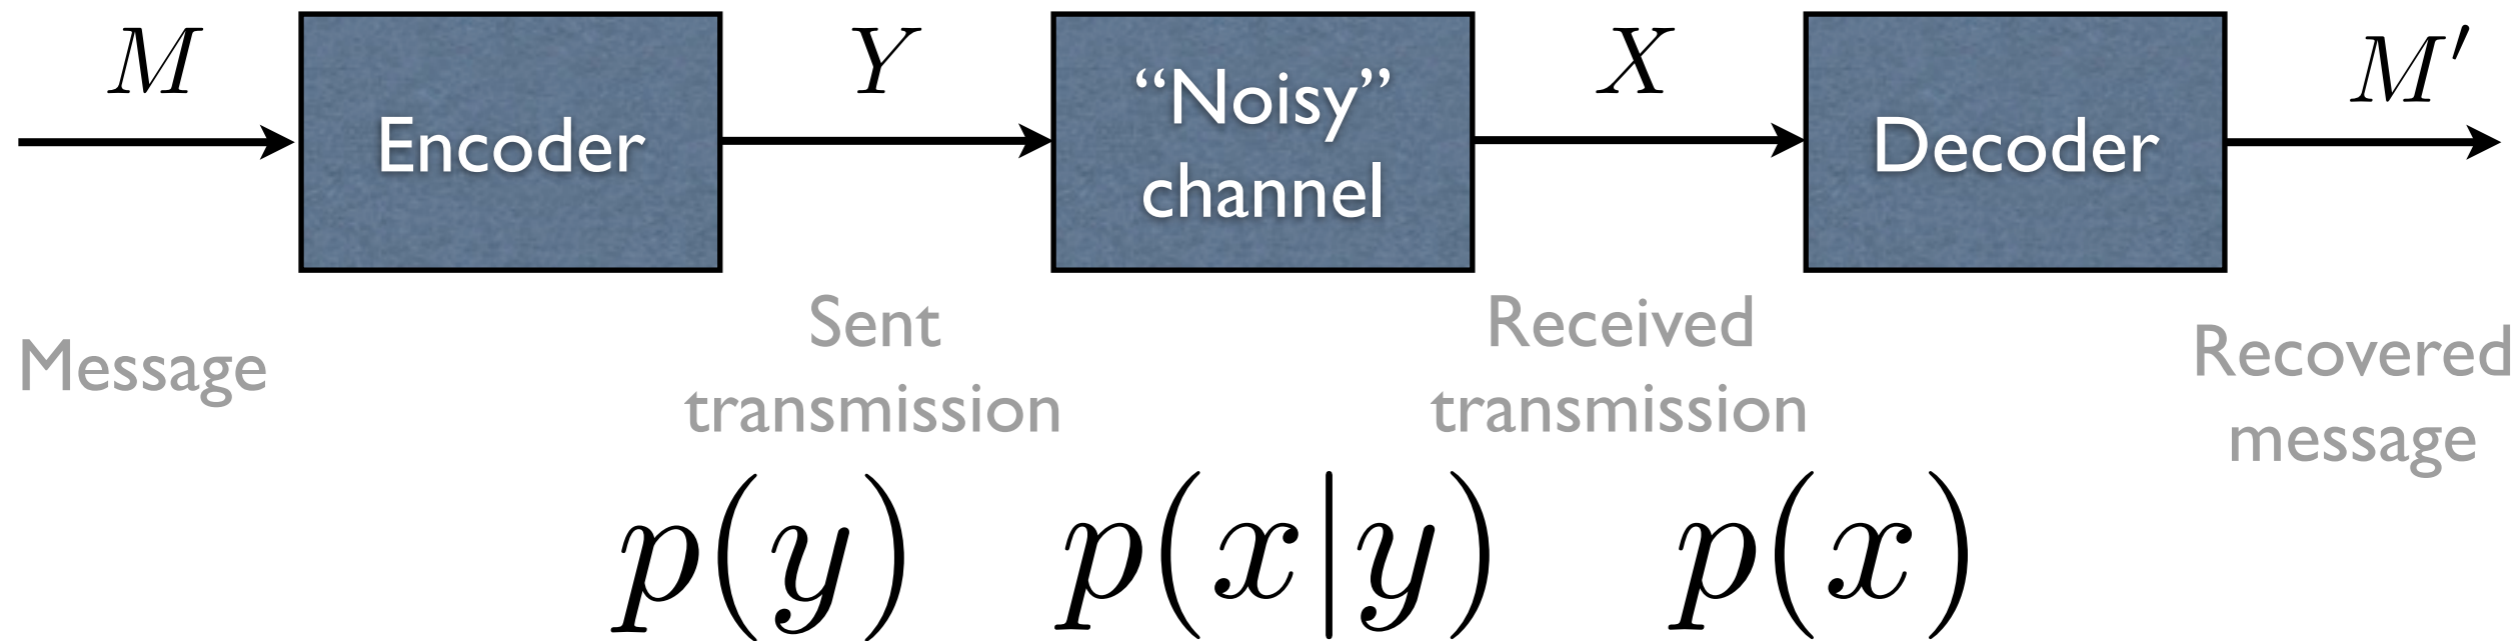 M
Y
X
M′
Encoder
“Noisy”
channel
Decoder
Message
Sent
transmission
Received
transmission
Recovered
message
p(y)
p(x|y)
p(x)